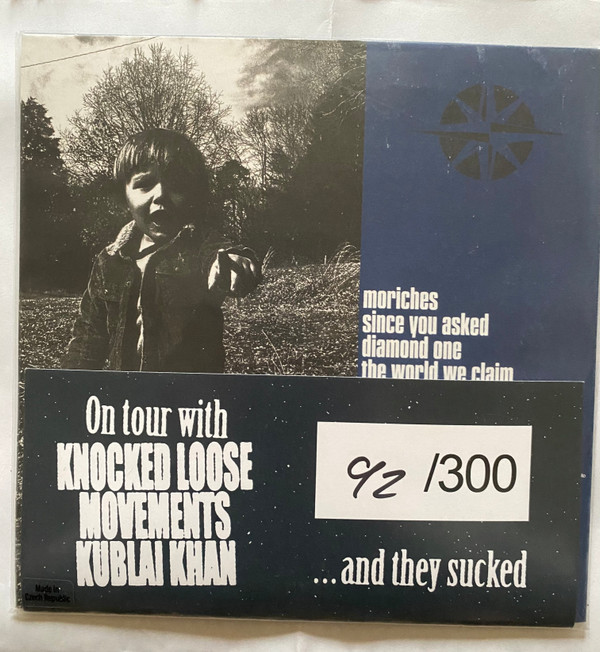 moriches
since you asked
diamond one
the world we claim
On tour with
KNOCKED LOOSE
MOVEMENTS
KUBLAI KHAN
92 /300
...and they sucked
Made in
Czech Republic